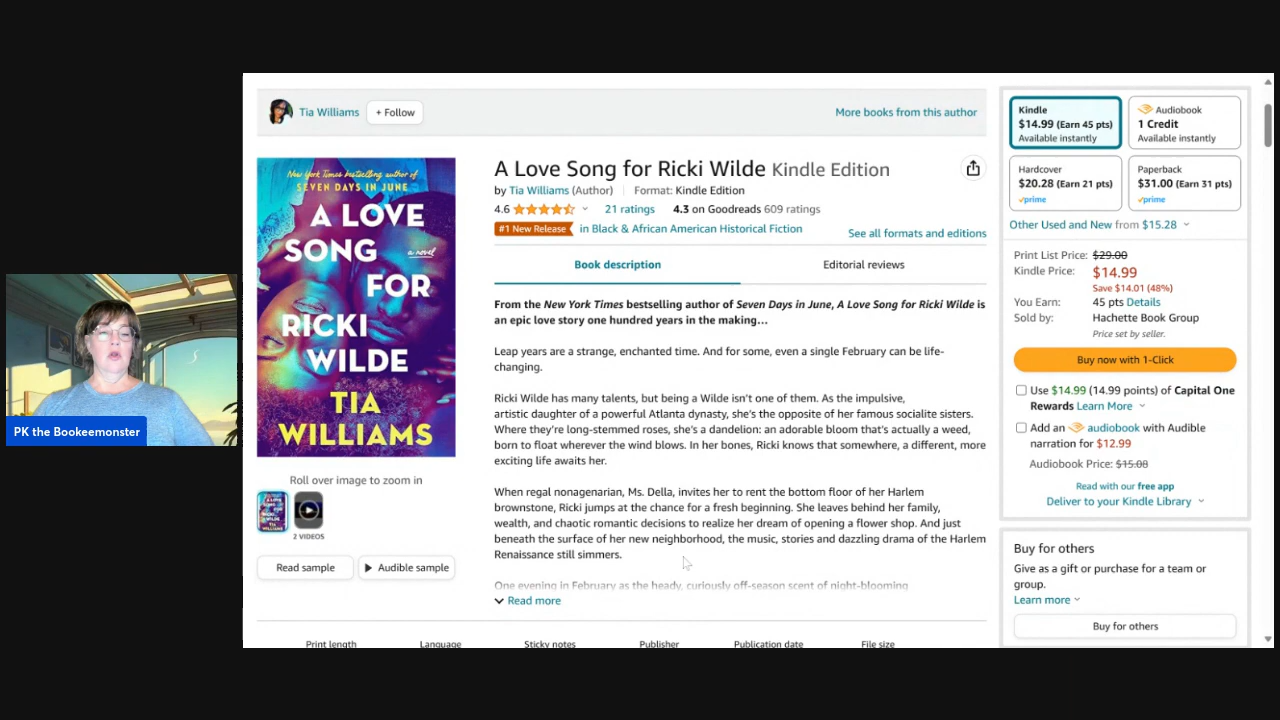 PK the Bookeemonster
Tia Williams
+ Follow
More books from this author
New York Times bestselling author of
SEVEN DAYS IN JUNE
A LOVE
SONG
a novel
FOR
RICKI
WILDE
TIA
WILLIAMS
Roll over image to zoom in
2 VIDEOS
Read sample
Audible sample
A Love Song for Ricki Wilde Kindle Edition
by Tia Williams (Author) Format: Kindle Edition
4.6 21 ratings 4.3 on Goodreads 609 ratings
#1 New Release in Black & African American Historical Fiction
See all formats and editions
Book description
Editorial reviews
From the New York Times bestselling author of Seven Days in June, A Love Song for Ricki Wilde is
an epic love story one hundred years in the making...
Leap years are a strange, enchanted time. And for some, even a single February can be life-
changing.
Ricki Wilde has many talents, but being a Wilde isn't one of them. As the impulsive,
artistic daughter of a powerful Atlanta dynasty, she's the opposite of her famous socialite sisters.
Where they're long-stemmed roses, she's a dandelion: an adorable bloom that's actually a weed,
born to float wherever the wind blows. In her bones, Ricki knows that somewhere, a different, more
exciting life awaits her.
When regal nonagenarian, Ms. Della, invites her to rent the bottom floor of her Harlem
brownstone, Ricki jumps at the chance for a fresh beginning. She leaves behind her family,
wealth, and chaotic romantic decisions to realize her dream of opening a flower shop. And just
beneath the surface of her new neighborhood, the music, stories and dazzling drama of the Harlem
Renaissance still simmers.
One evening in February as the heady, curiously off-season scent of night-blooming
Read more
Print length
Language
Sticky notes
Publisher
Publication date
File size
Kindle
$14.99 (Earn 45 pts)
Available instantly
Audiobook
1 Credit
Available instantly
Hardcover
$20.28 (Earn 21 pts)
prime
Paperback
$31.00 (Earn 31 pts)
prime
Other Used and New from $15.28
Print List Price: $29.00
Kindle Price: $14.99
Save $14.01 (48%)
You Earn: 45 pts Details
Sold by: Hachette Book Group
Price set by seller.
Buy now with 1-Click
Use $14.99 (14.99 points) of Capital One
Rewards Learn More
Add an audiobook with Audible
narration for $12.99
Audiobook Price: $15.08
Read with our free app
Deliver to your Kindle Library
Buy for others
Give as a gift or purchase for a team or
group.
Learn more
Buy for others